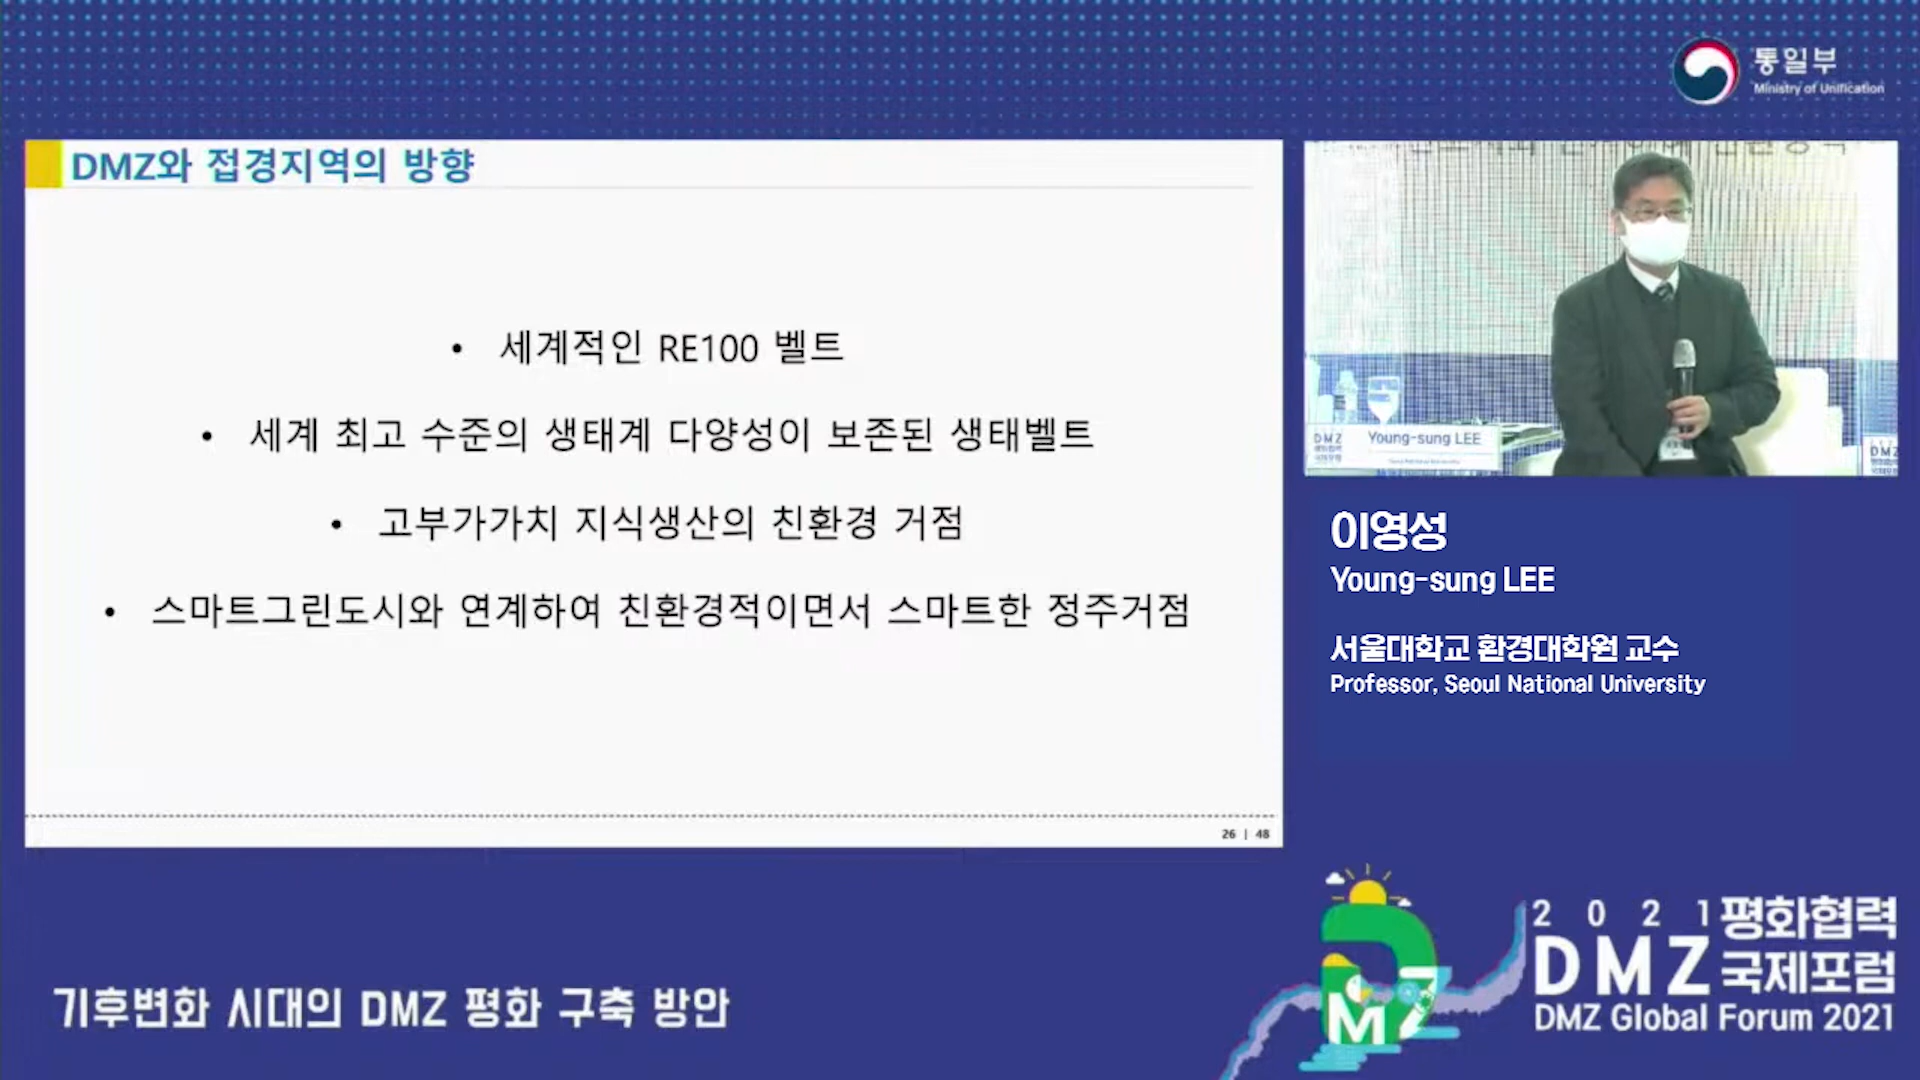 통일부
Ministry of Unification
DMZ와 접경지역의 방향
• 세계적인 RE100 벨트
• 세계 최고 수준의 생태계 다양성이 보존된 생태벨트
• 고부가가치 지식생산의 친환경 거점
• 스마트그린도시와 연계하여 친환경적이면서 스마트한 정주거점
26 | 48
DMZ
Young-sung LEE
DMZ
이영성
Young-sung LEE
서울대학교 환경대학원 교수
Professor, Seoul National University
기후변화 시대의 DMZ 평화 구축 방안
DMZ
2021 평화협력
DMZ 국제포럼
DMZ Global Forum 2021